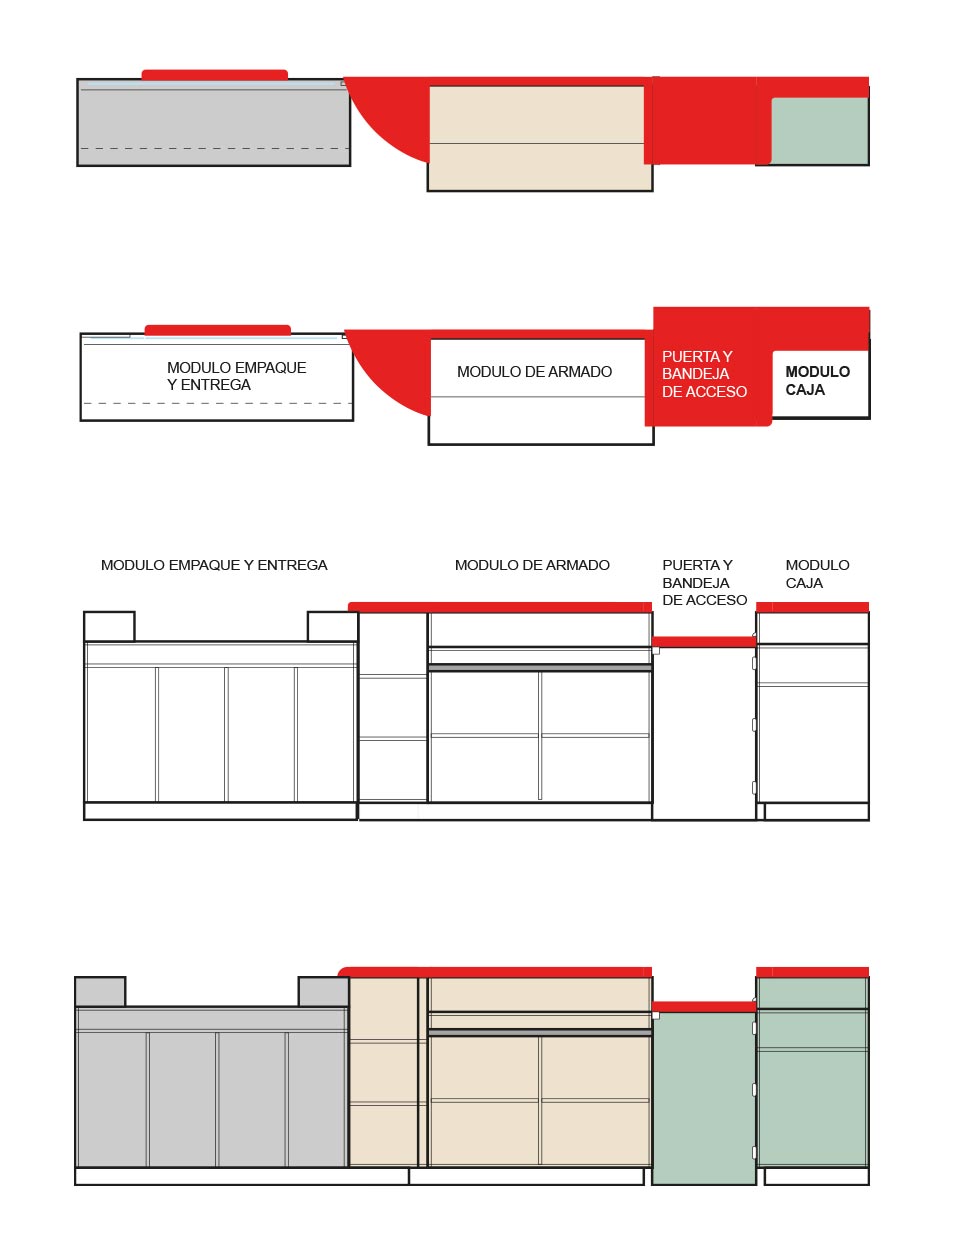 MODULO EMPAQUE
Y ENTREGA
MODULO DE ARMADO
PUERTA Y
BANDEJA
DE ACCESO
MODULO
CAJA
MODULO EMPAQUE Y ENTREGA
MODULO DE ARMADO
PUERTA Y
BANDEJA
DE ACCESO
MODULO
CAJA